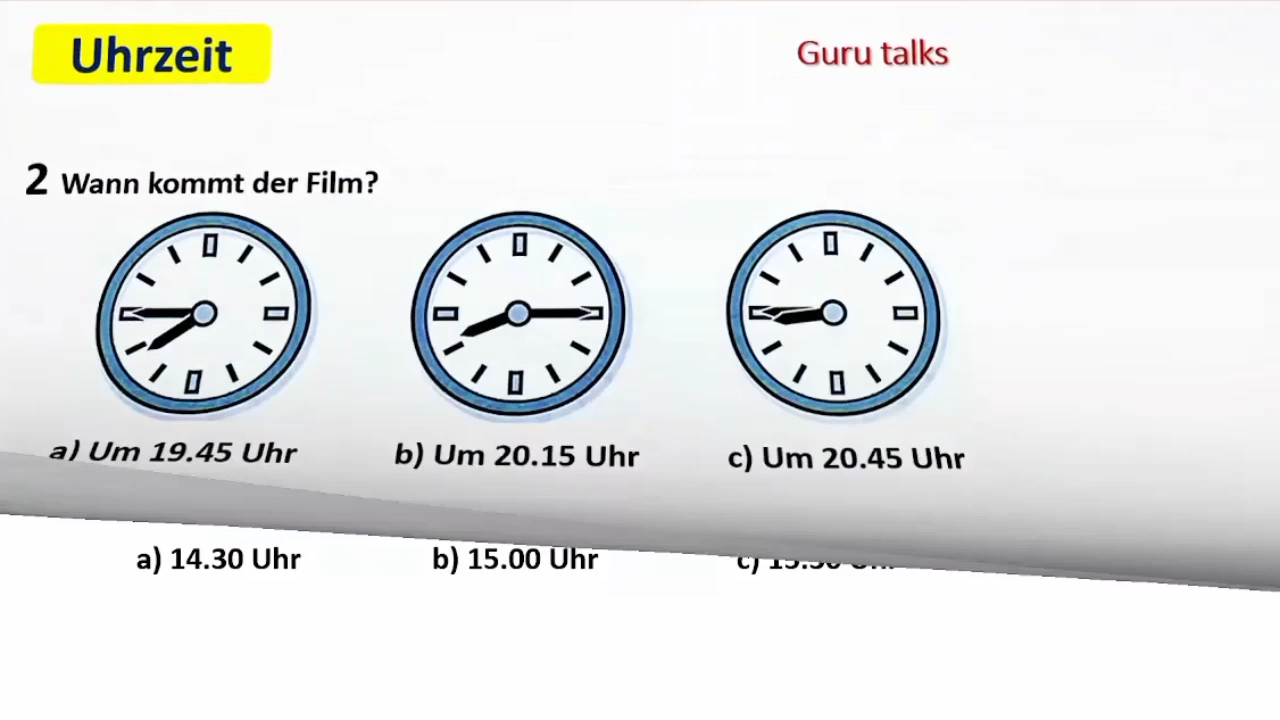 Uhrzeit
Guru talks
2 Wann kommt der Film?
a) Um 19.45 Uhr
b) Um 20.15 Uhr
c) Um 20.45 Uhr
a) 14.30 Uhr
b) 15.00 Uhr